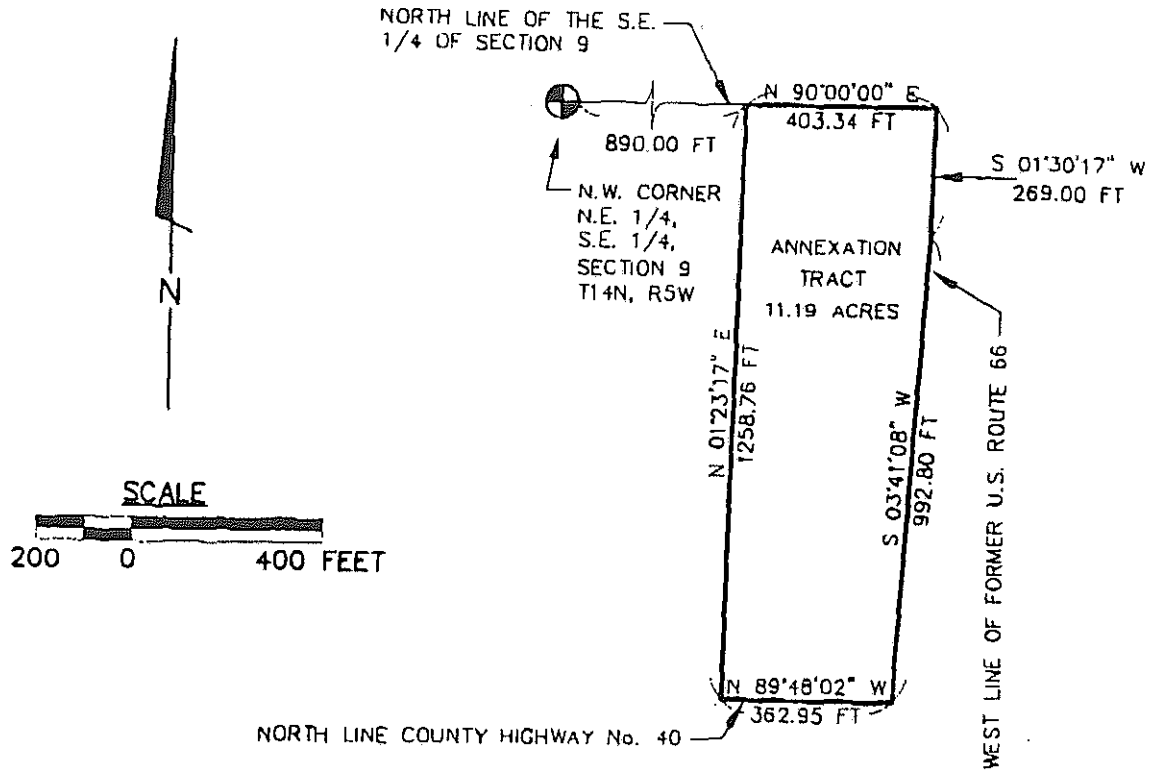 NORTH LINE OF THE S.E.
1/4 OF SECTION 9
N 90°00'00" E
403.34 FT
890.00 FT
S 01°30'17" W
269.00 FT
N.W. CORNER
N.E. 1/4,
S.E. 1/4,
SECTION 9
T14N, R5W
ANNEXATION
TRACT
11.19 ACRES
N
N 01°23'17" E
1258.76 FT
S 03°41'08" W
992.80 FT
WEST LINE OF FORMER U.S. ROUTE 66
SCALE
200 0 400 FEET
N 89°48'02" W
362.95 FT
NORTH LINE COUNTY HIGHWAY No. 40